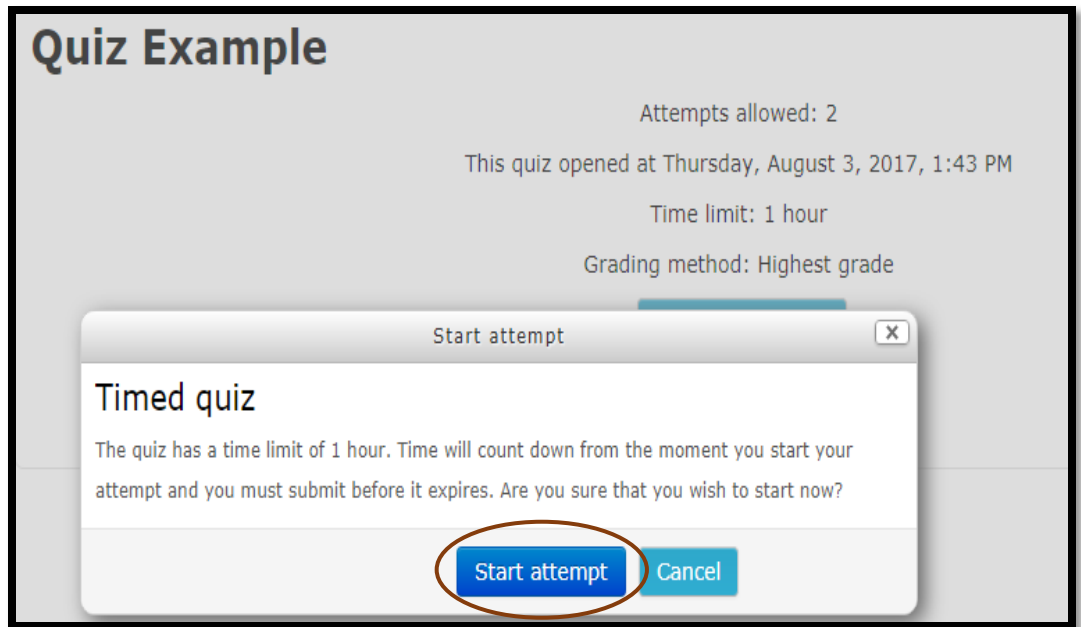 Quiz Example
Attempts allowed: 2
This quiz opened at Thursday, August 3, 2017, 1:43 PM
Time limit: 1 hour
Grading method: Highest grade
Start attempt
X
Timed quiz
The quiz has a time limit of 1 hour. Time will count down from the moment you start your
attempt and you must submit before it expires. Are you sure that you wish to start now?
Start attempt Cancel